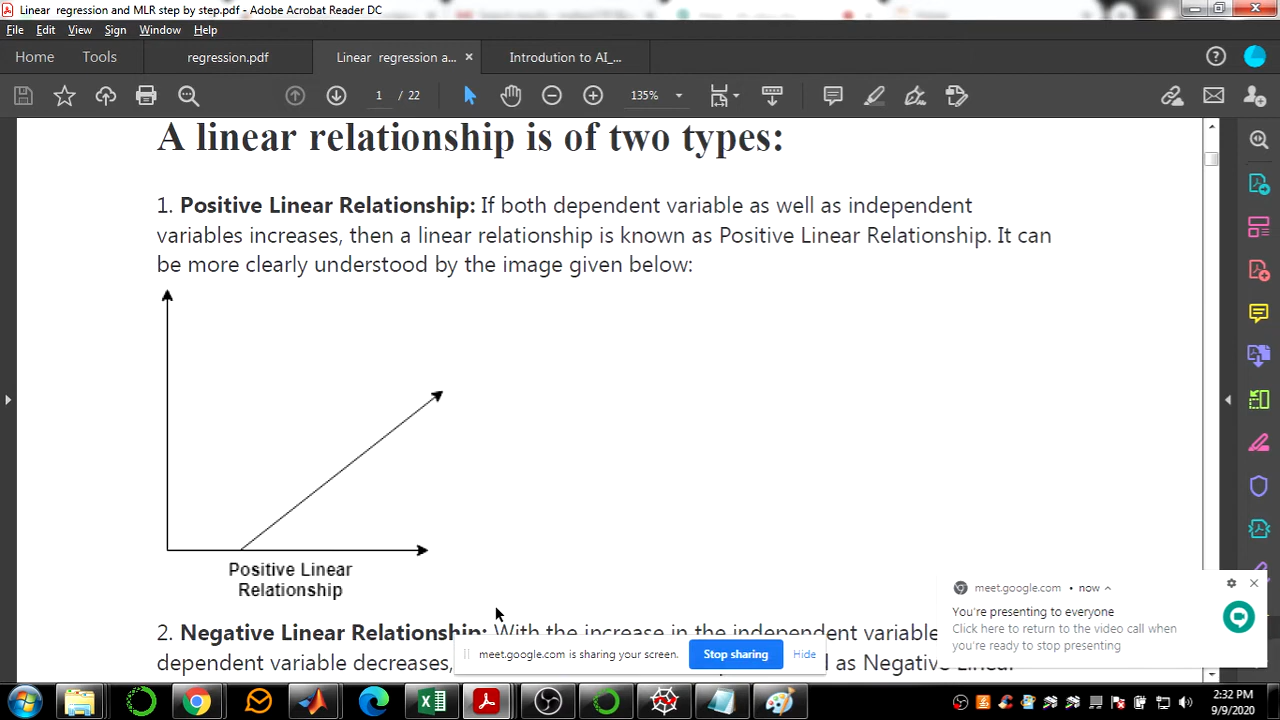 Linear regression and MLR step by step.pdf - Adobe Acrobat Reader DC
File Edit View Sign Window Help
Home Tools regression.pdf Linear regression a... × Introdution to AI_...
1 / 22 135%
A linear relationship is of two types:
1. Positive Linear Relationship: If both dependent variable as well as independent
variables increases, then a linear relationship is known as Positive Linear Relationship. It can
be more clearly understood by the image given below:
Positive Linear
Relationship
2. Negative Linear Relationship: With the increase in the independent variable
dependent variable decreases, as Negative Linear
meet.google.com is sharing your screen. Stop sharing Hide
meet.google.com • now
You're presenting to everyone
Click here to return to the video call when
you're ready to stop presenting
2:32 PM
9/9/2020